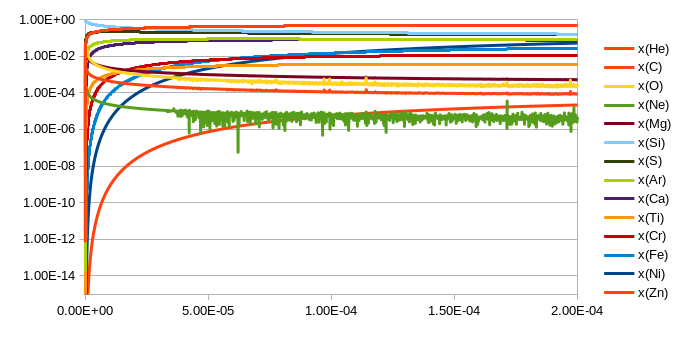 1.00E+00
1.00E-02
1.00E-04
1.00E-06
1.00E-08
1.00E-10
1.00E-12
1.00E-14
0.00E+00 5.00E-05 1.00E-04 1.50E-04 2.00E-04
x(He)
x(C)
x(O)
x(Ne)
x(Mg)
x(Si)
x(S)
x(Ar)
x(Ca)
x(Ti)
x(Cr)
x(Fe)
x(Ni)
x(Zn)